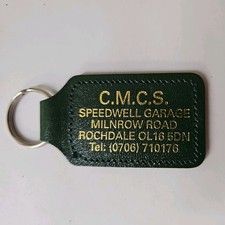 C.M.C.S.
SPEEDWELL GARAGE
MILNROW ROAD
ROCHDALE OL16 5DN
Tel: (0706) 710176